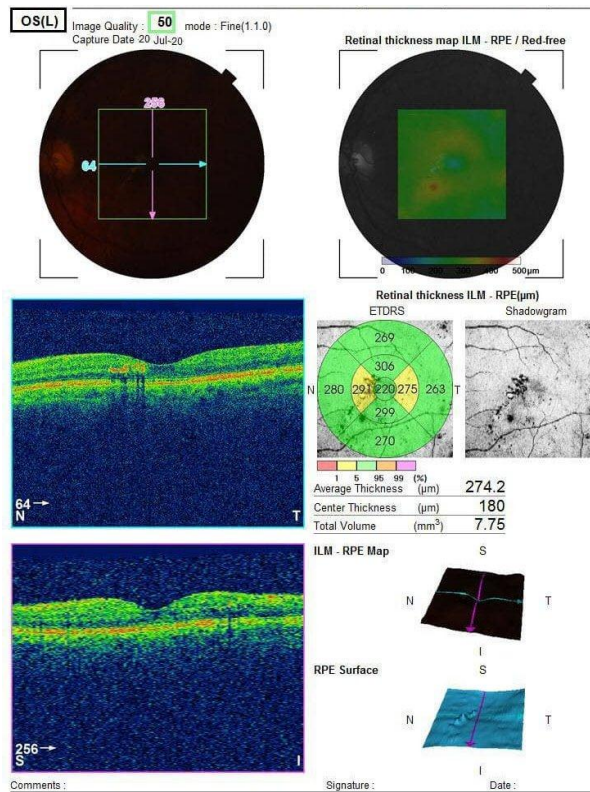 OS(L)
Image Quality : 50 mode : Fine(1.1.0)
Capture Date 20 Jul-20
Retinal thickness map ILM - RPE / Red-free
256
64
0 100 200 300 400 500µm
Retinal thickness ILM - RPE(µm)
ETDRS
Shadowgram
269
306
N 280 291 220 275 263 T
299
270
1 5 95 99 (%)
Average Thickness (µm) 274.2
Center Thickness (µm) 180
Total Volume (mm³) 7.75
64
N T
ILM - RPE Map
S
N T
I
RPE Surface
S
N T
I
256
S I
Comments :
Signature :
Date :